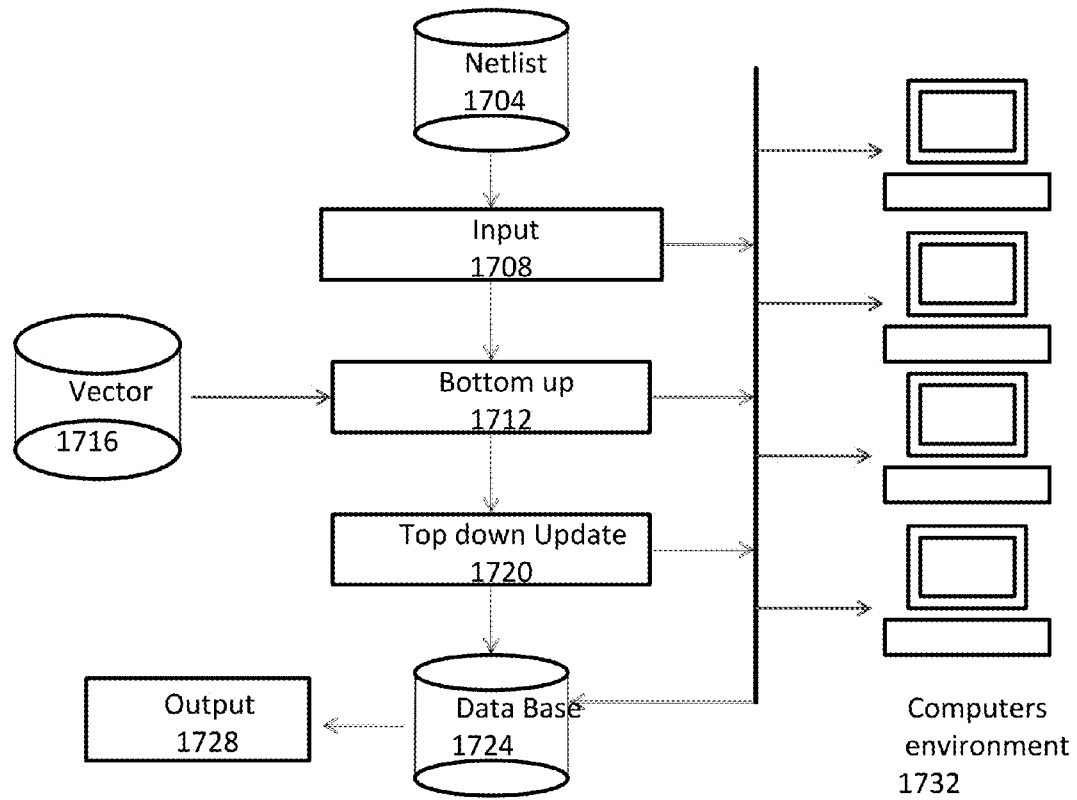 Netlist
1704
Input
1708
Vector
1716
Bottom up
1712
Top down Update
1720
Output
1728
Data Base
1724
Computers
environment
1732